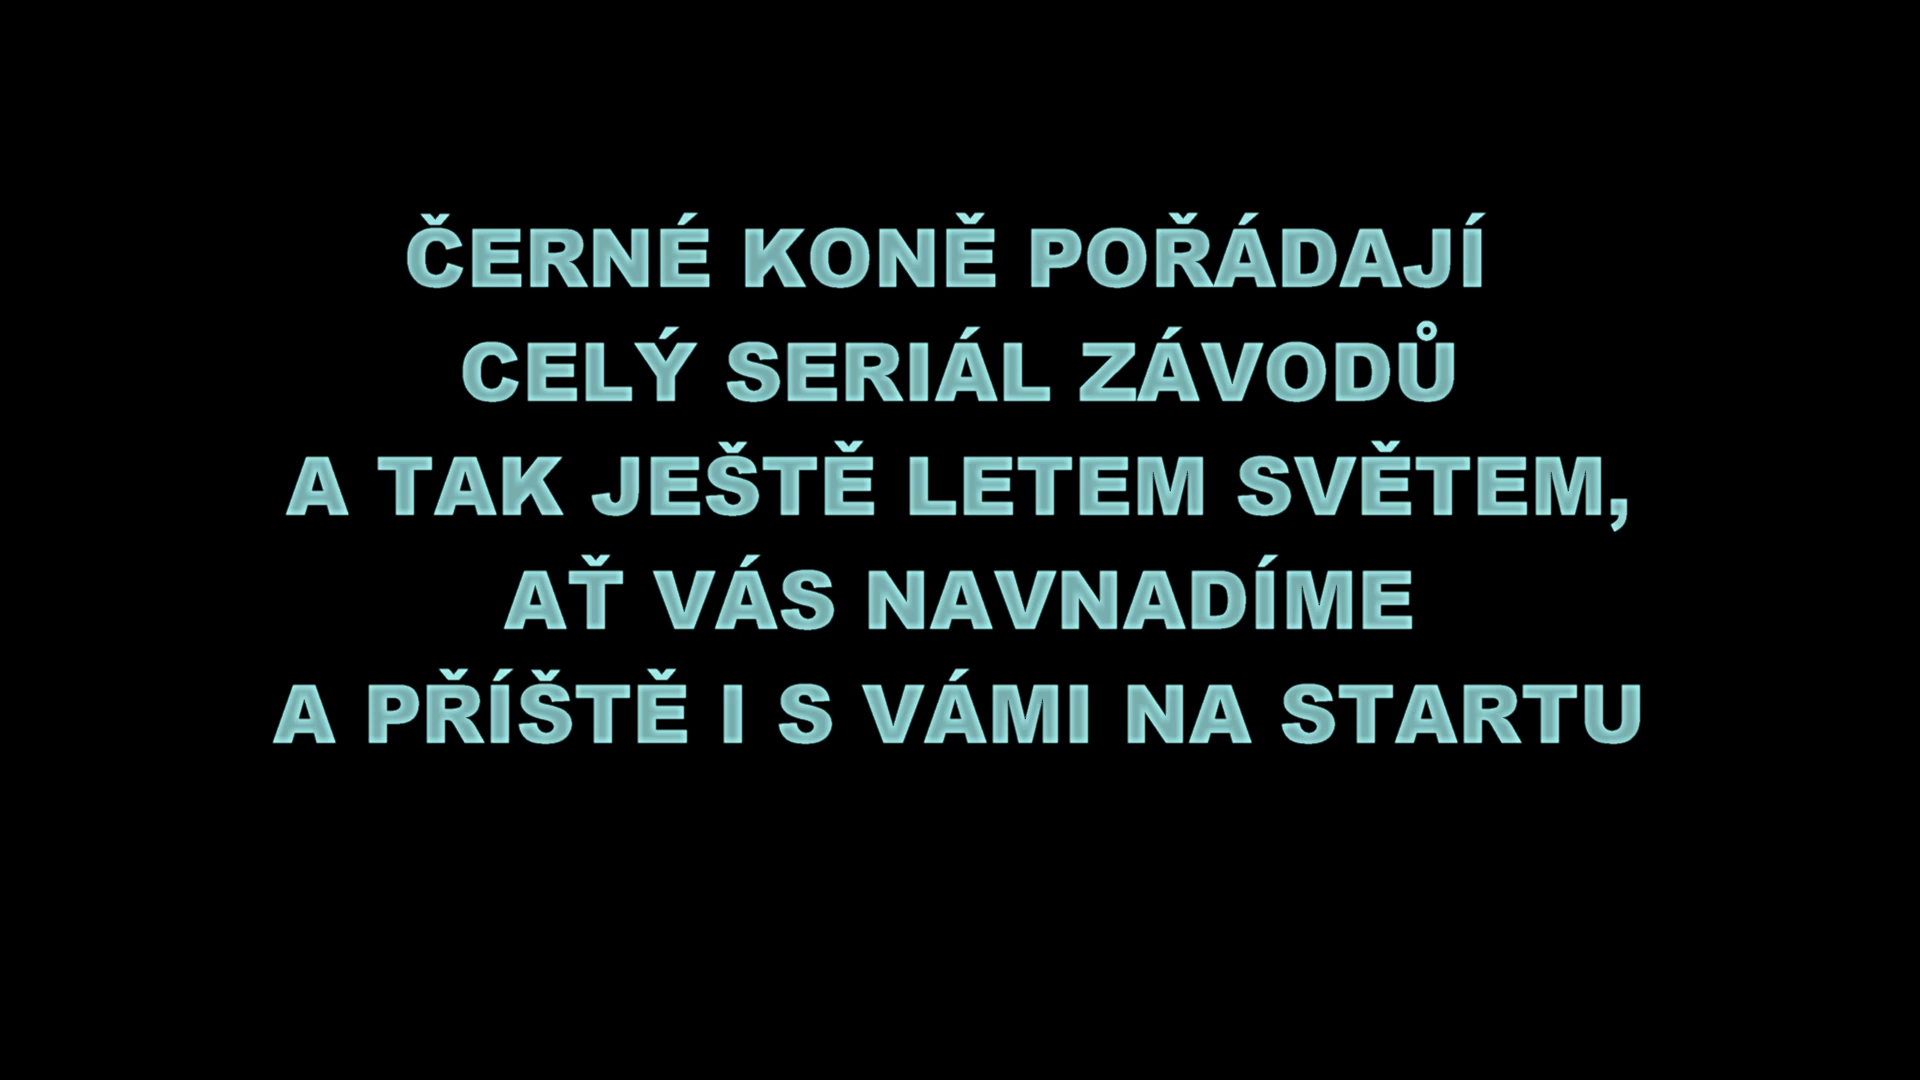 ČERNÉ KONĚ POŘÁDAJÍ
CELÝ SERIÁL ZÁVODŮ
A TAK JEŠTĚ LETEM SVĚTEM,
AŤ VÁS NAVNADÍME
A PŘÍŠTĚ I S VÁMI NA STARTU